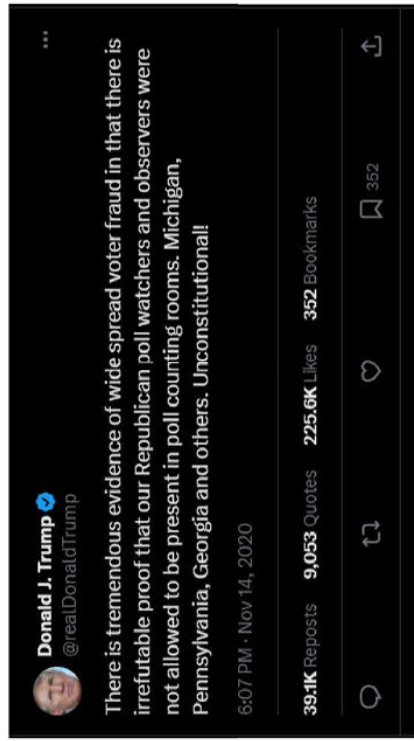 Donald J. Trump
@realDonaldTrump
There is tremendous evidence of wide spread voter fraud in that there is
irrefutable proof that our Republican poll watchers and observers were
not allowed to be present in poll counting rooms. Michigan,
Pennsylvania, Georgia and others. Unconstitutional!
6:07 PM · Nov 14, 2020
39.1K Reposts 9,053 Quotes 225.6K Likes 352 Bookmarks
352